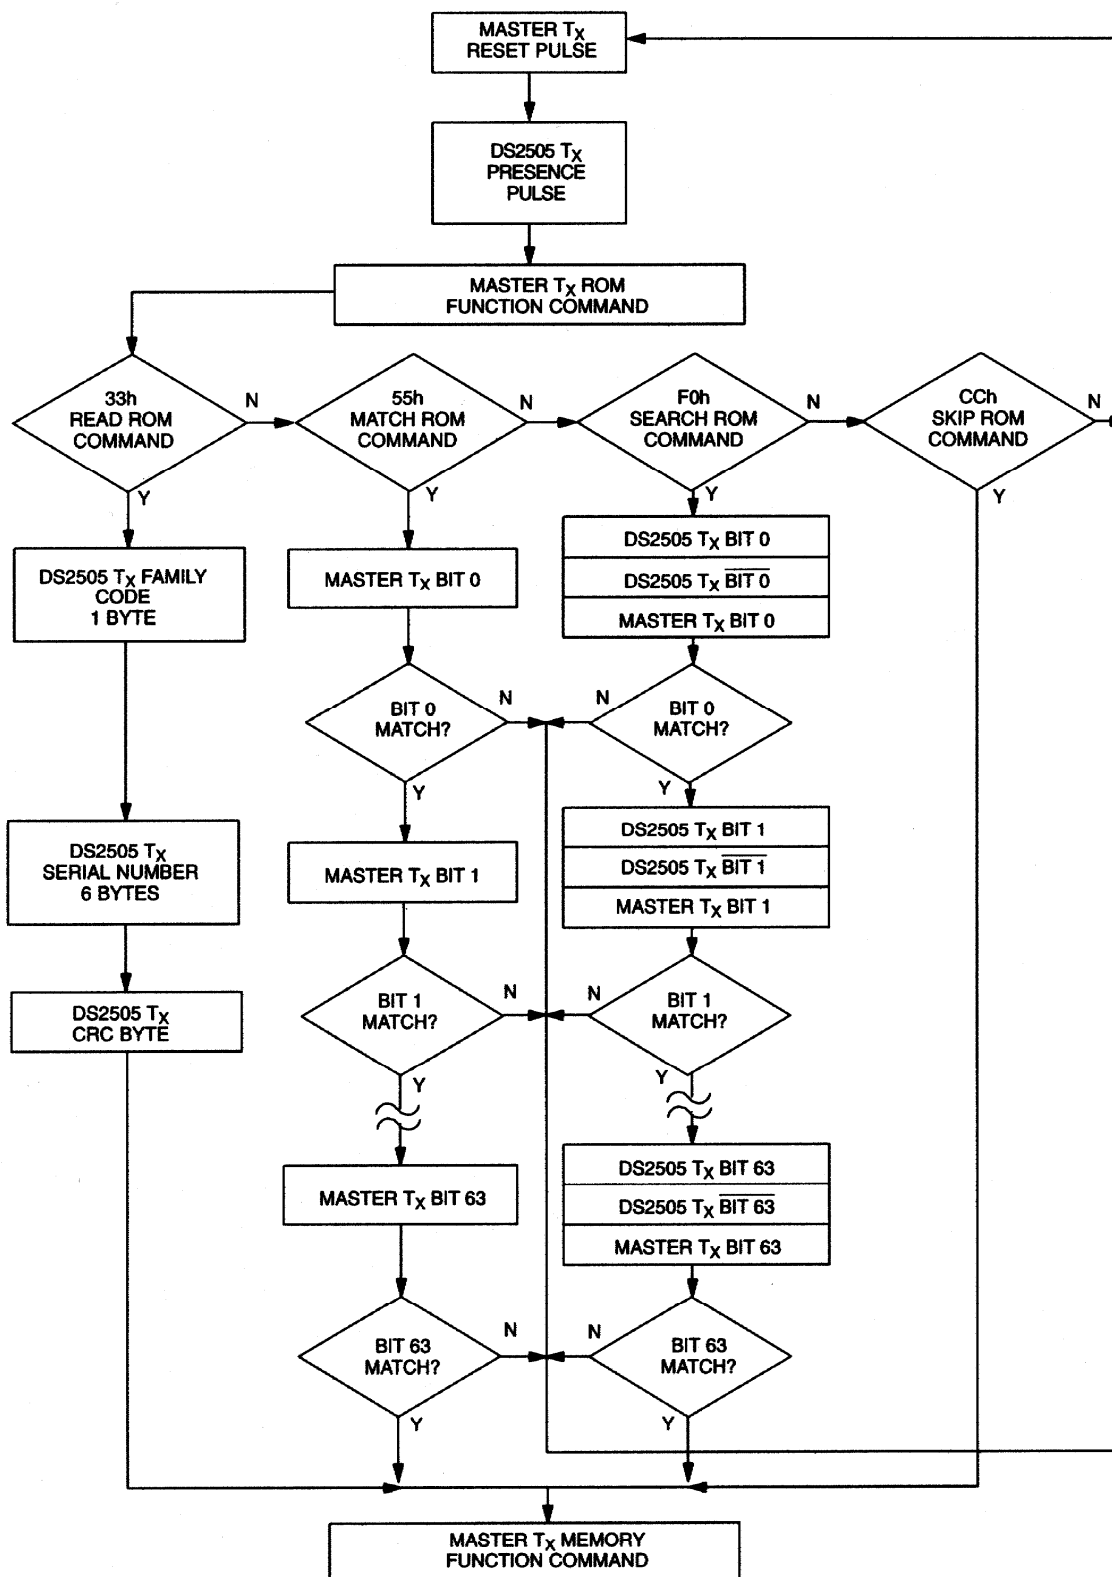 MASTER TX
RESET PULSE
DS2505 TX
PRESENCE
PULSE
MASTER TX ROM
FUNCTION COMMAND
33h
READ ROM
COMMAND
N
Y
55h
MATCH ROM
COMMAND
N
Y
F0h
SEARCH ROM
COMMAND
N
Y
CCh
SKIP ROM
COMMAND
N
Y
DS2505 TX FAMILY
CODE
1 BYTE
DS2505 TX
SERIAL NUMBER
6 BYTES
DS2505 TX
CRC BYTE
MASTER TX BIT 0
BIT 0
MATCH?
N
Y
MASTER TX BIT 1
BIT 1
MATCH?
N
Y
MASTER TX BIT 63
BIT 63
MATCH?
N
Y
DS2505 TX BIT 0
DS2505 TX BIT 0
MASTER TX BIT 0
N
BIT 0
MATCH?
Y
DS2505 TX BIT 1
DS2505 TX BIT 1
MASTER TX BIT 1
N
BIT 1
MATCH?
Y
DS2505 TX BIT 63
DS2505 TX BIT 63
MASTER TX BIT 63
N
BIT 63
MATCH?
Y
MASTER TX MEMORY
FUNCTION COMMAND